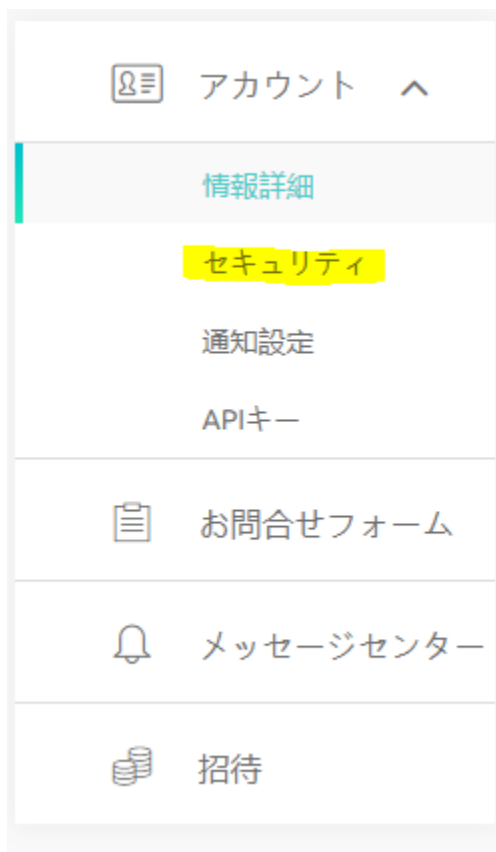 アカウント
情報詳細
セキュリティ
通知設定
APIキー
お問合せフォーム
メッセージセンター
招待